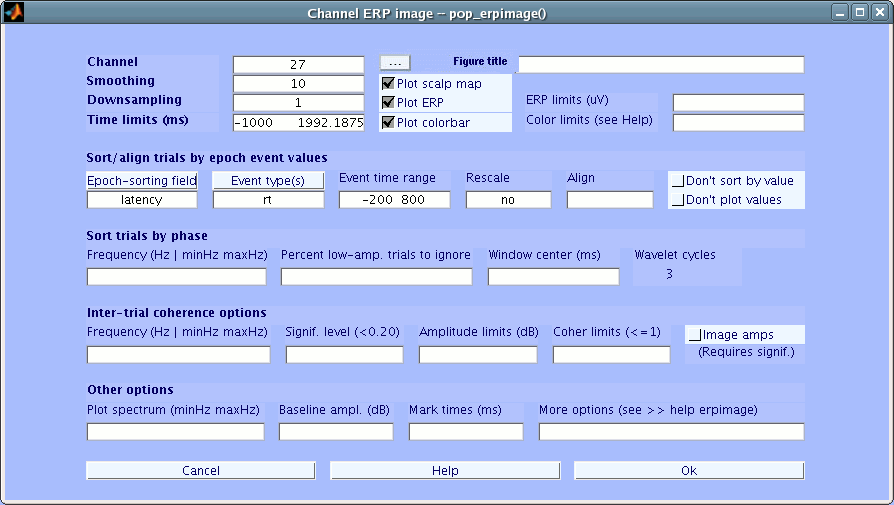 Channel ERP image -- pop_erpimage()
Channel 27 ... Figure title
Smoothing 10 Plot scalp map
Downsampling 1 Plot ERP ERP limits (uV)
Time limits (ms) -1000 1992.1875 Plot colorbar Color limits (see Help)
Sort/align trials by epoch event values
Epoch-sorting field Event type(s) Event time range Rescale Align Don't sort by value
latency rt -200 800 no Don't plot values
Sort trials by phase
Frequency (Hz | minHz maxHz) Percent low-amp. trials to ignore Window center (ms) Wavelet cycles
3
Inter-trial coherence options
Frequency (Hz | minHz maxHz) Signif. level (<0.20) Amplitude limits (dB) Coher limits (<=1) Image amps
(Requires signif.)
Other options
Plot spectrum (minHz maxHz) Baseline ampl. (dB) Mark times (ms) More options (see >> help erpimage)
Cancel Help Ok